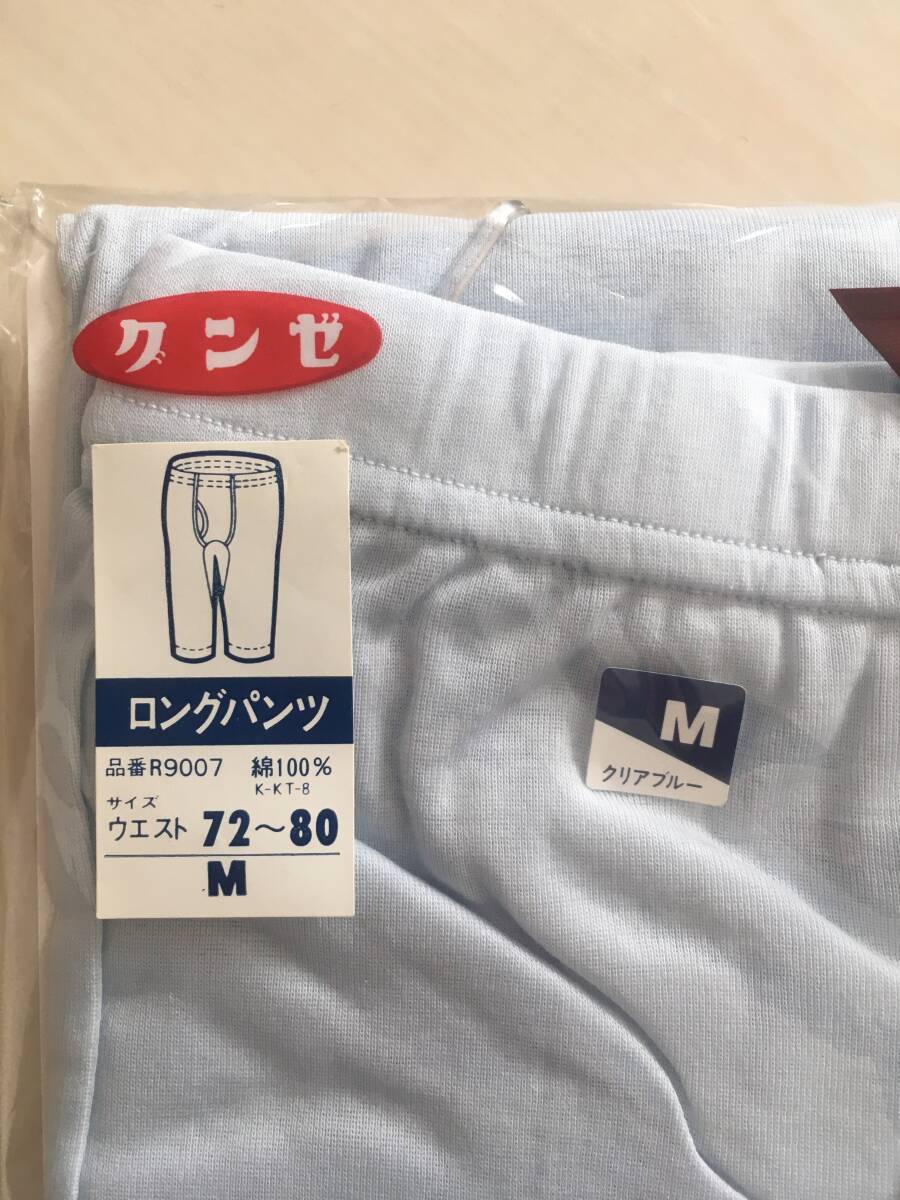 グンゼ
ロングパンツ
品番R9007 綿100%
K-KT-8
サイズ
ウエスト 72〜80
M
M
クリアブルー